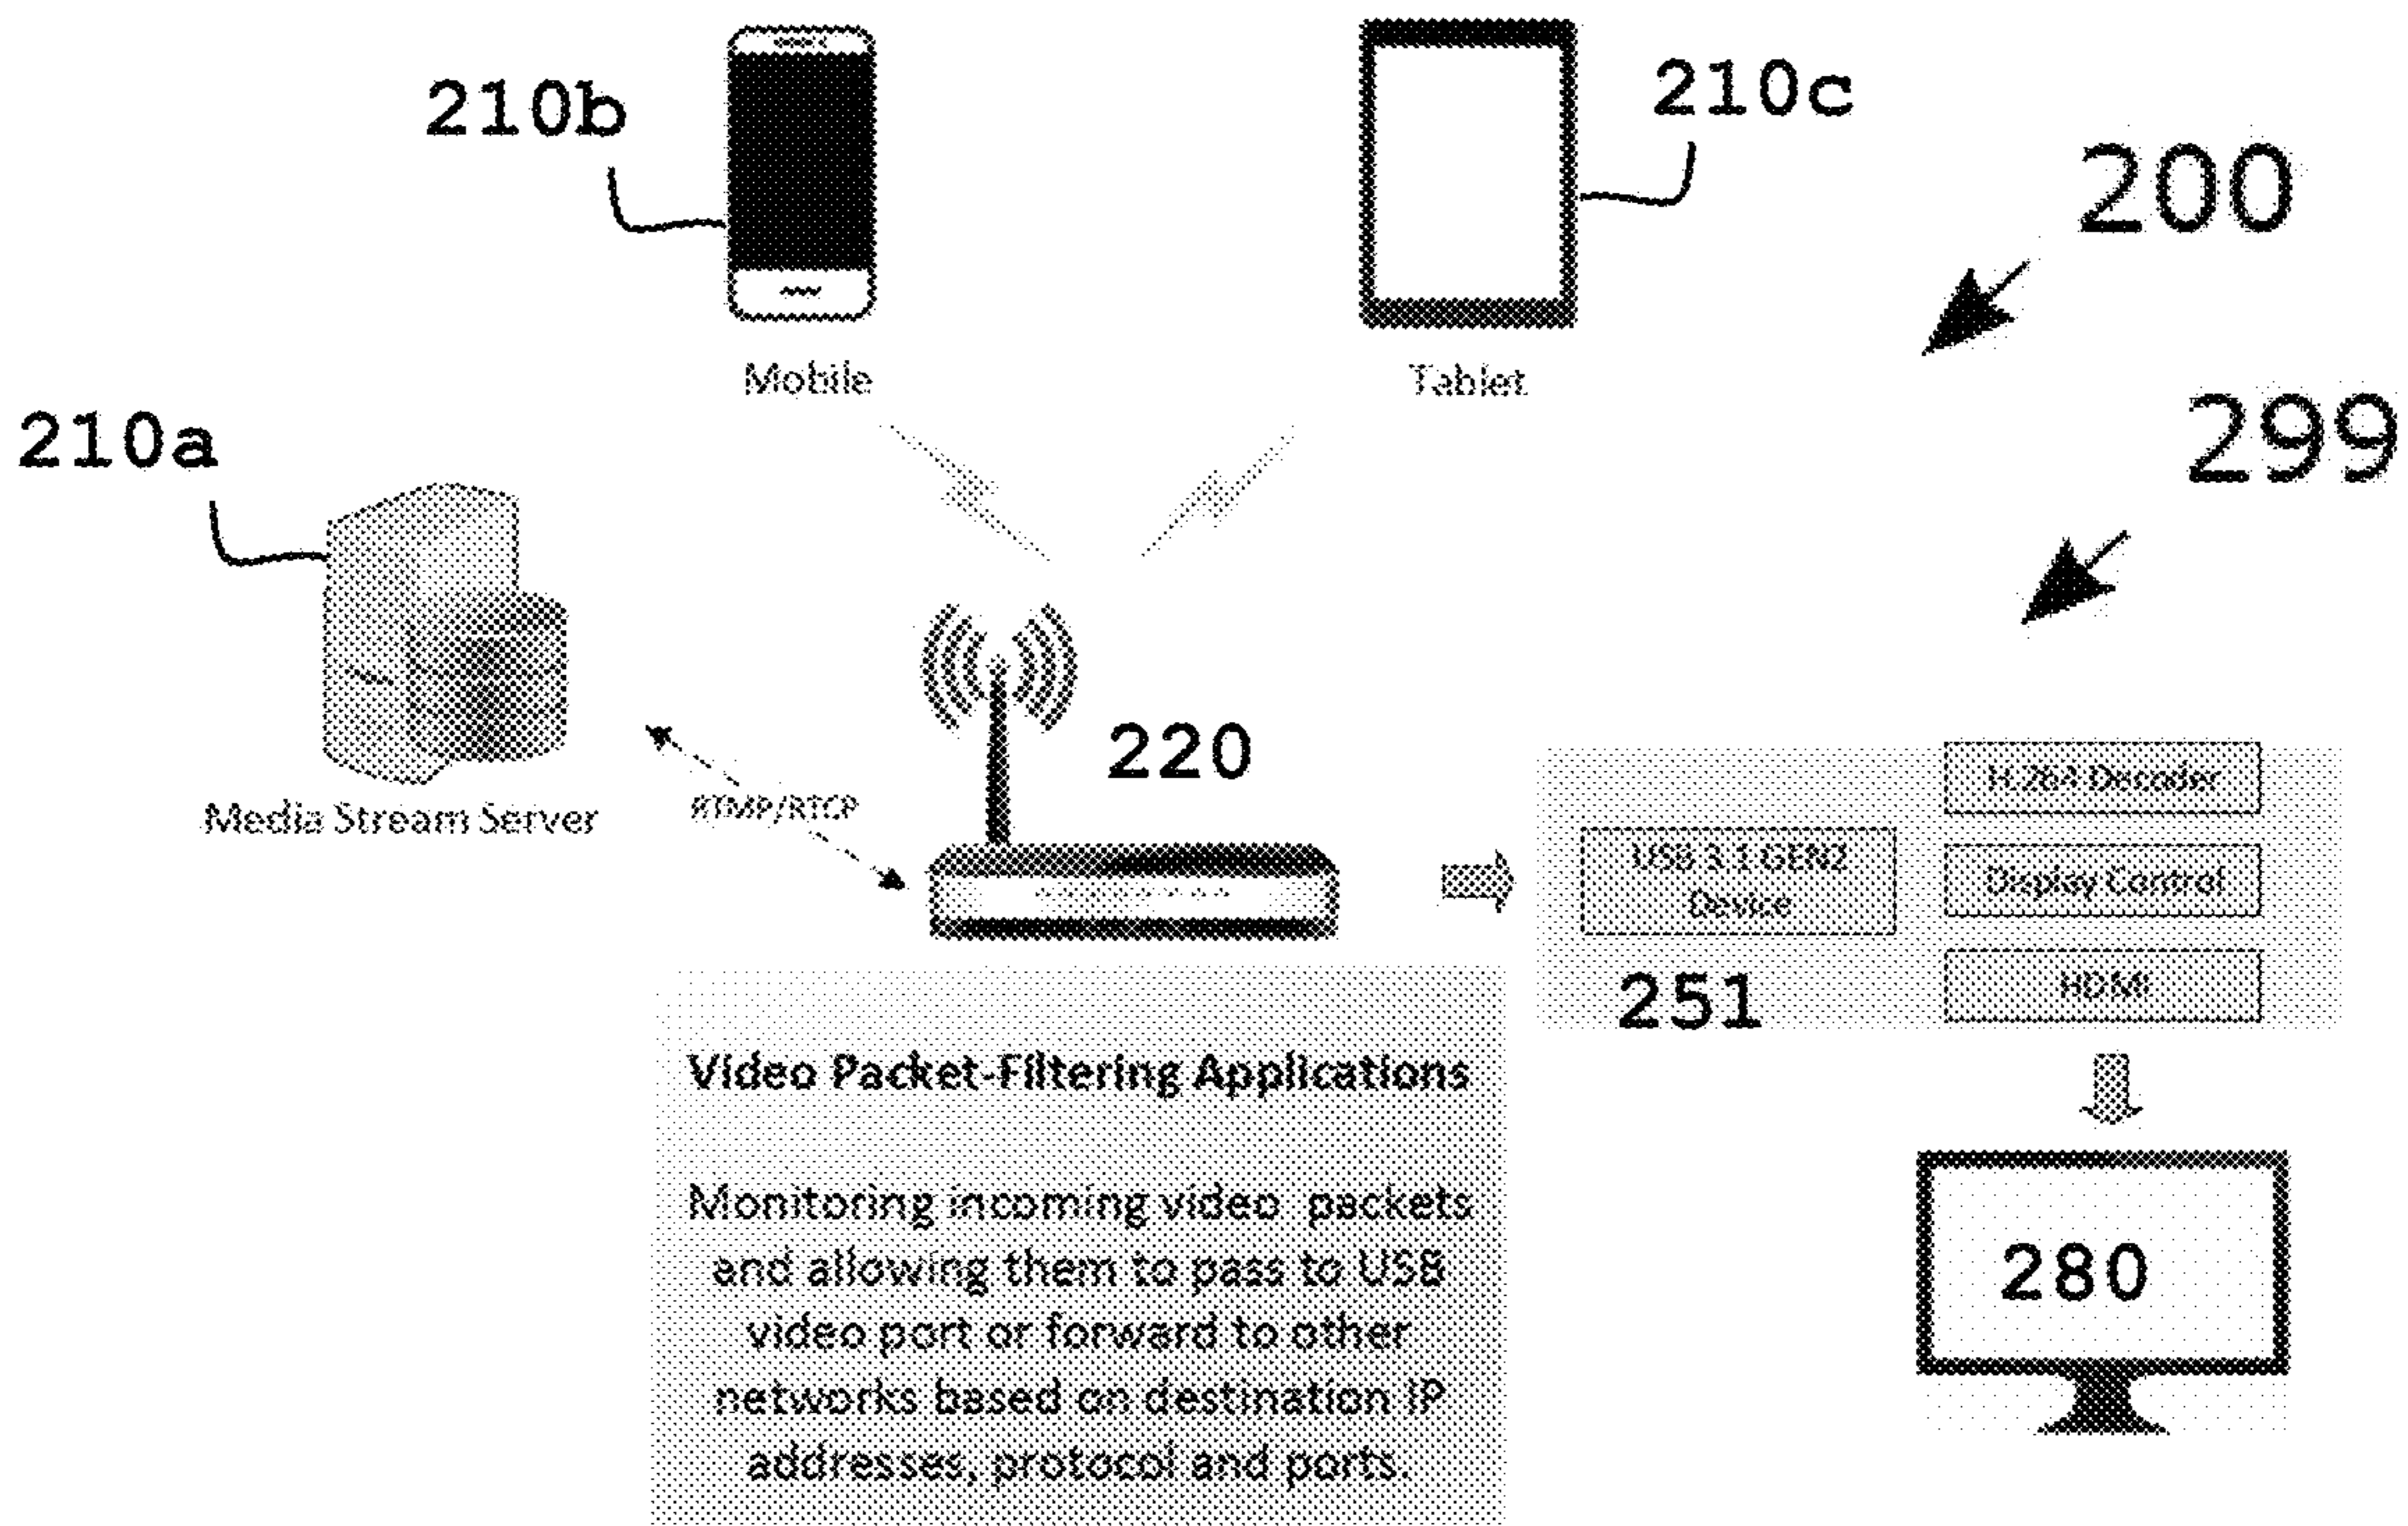 210b
210c
200
Mobile
Tablet
210a
299
220
Media Stream Server
RTMP/RTCP
H.264 Decoder
USB 3.1 GEN2
Device
Display Control
HDMI
251
Video Packet-Filtering Applications
Monitoring incoming video packets
and allowing them to pass to USB
video port or forward to other
networks based on destination IP
addresses, protocol and ports.
280